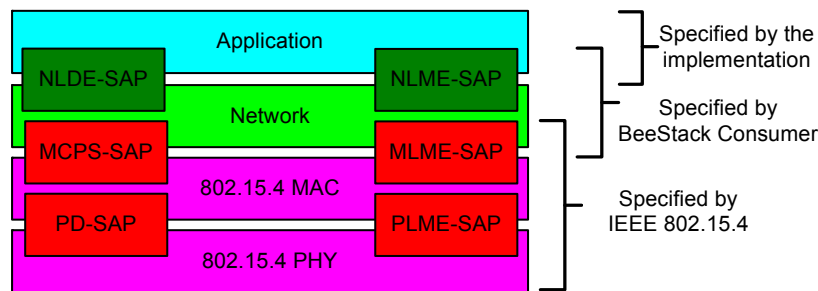 Application
NLDE-SAP
NLME-SAP
Network
MCPS-SAP
MLME-SAP
802.15.4 MAC
PD-SAP
PLME-SAP
802.15.4 PHY
Specified by the
implementation
Specified by
BeeStack Consumer
Specified by
IEEE 802.15.4